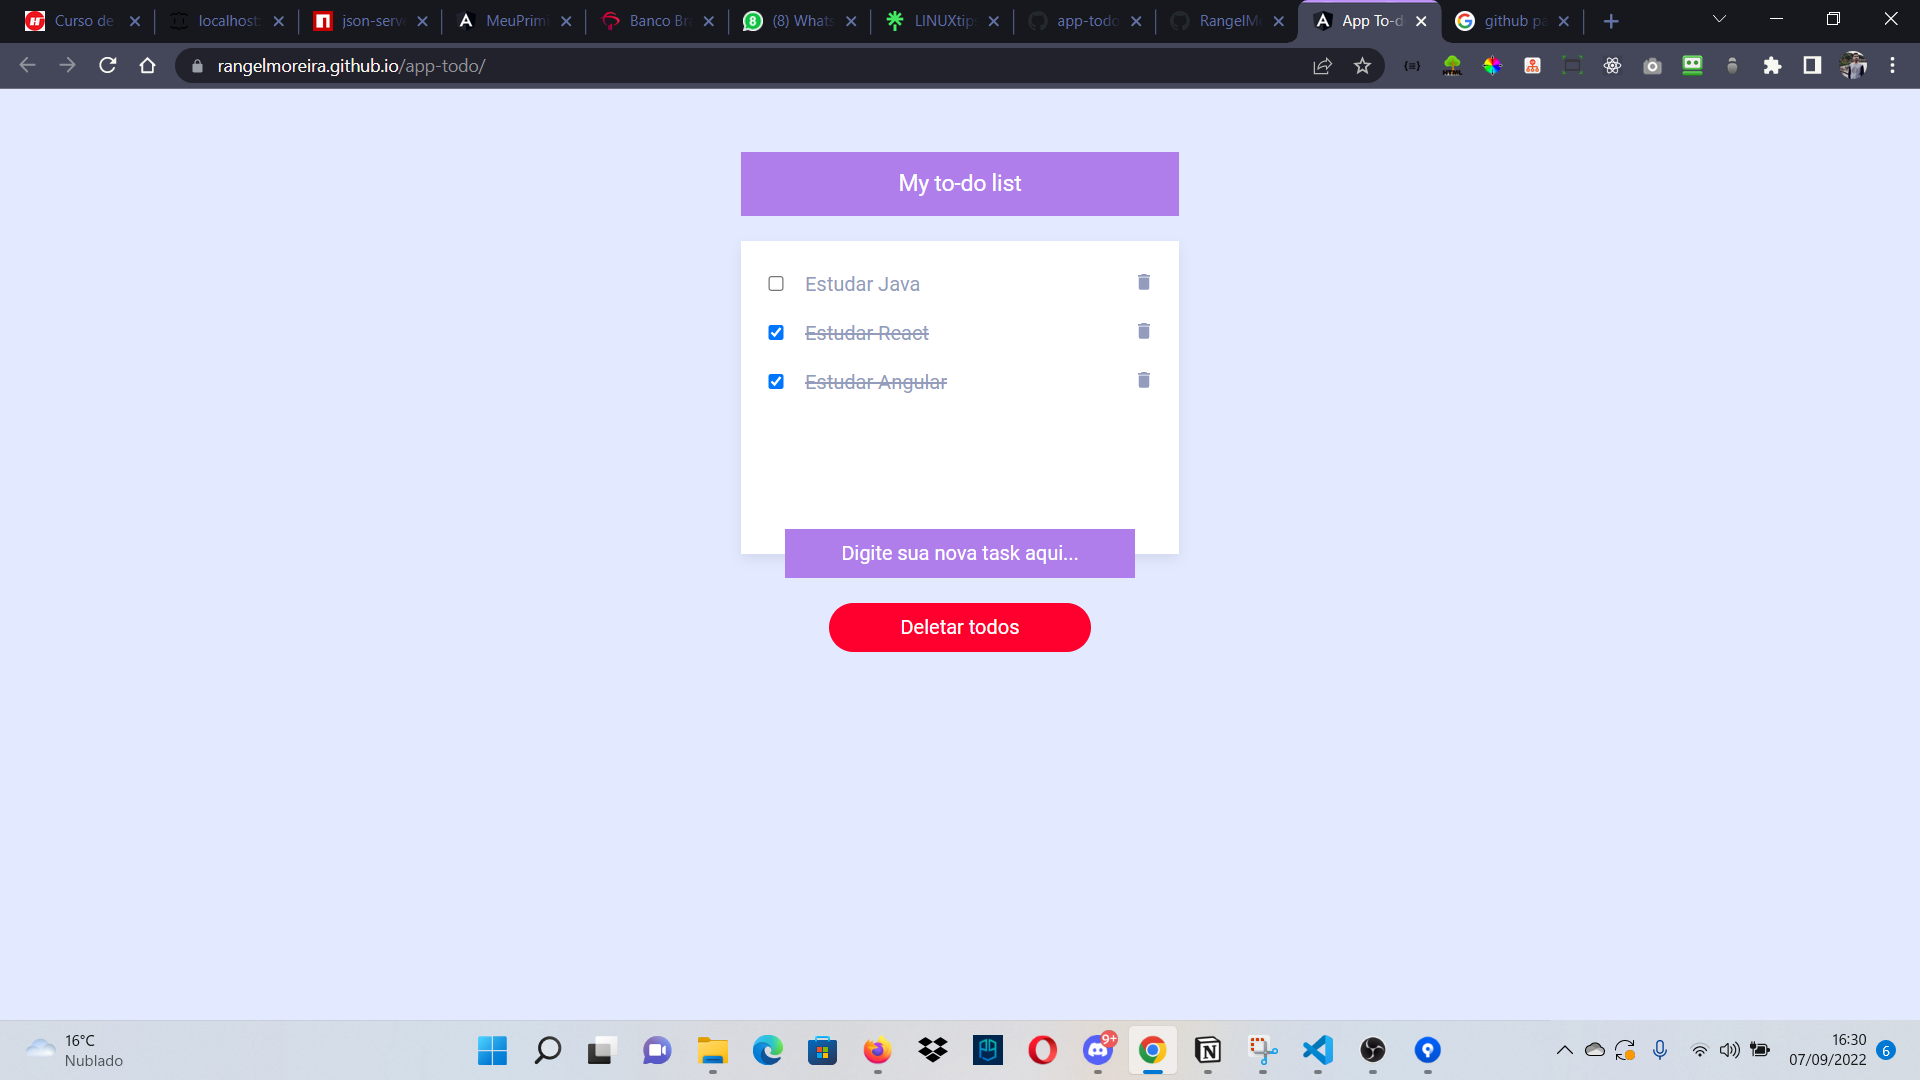 Curso de
localhost:
json-serv
MeuPrimi
Banco Br
(8) Whats
LINUXtip
app-todo
RangelMo
App To-d
github pa
rangelmoreira.github.io/app-todo/
My to-do list
Estudar Java
Estudar React
Estudar Angular
Digite sua nova task aqui...
Deletar todos
16°C
Nublado
9+
16:30
07/09/2022
6